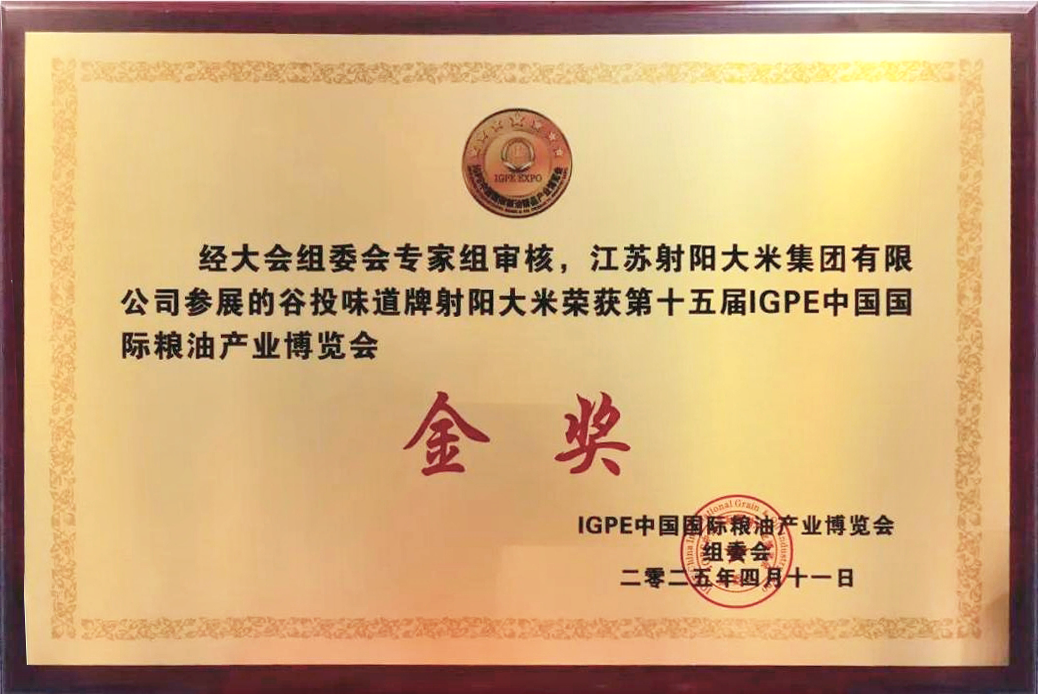 IGPE EXPO
经大会组委会专家组审核，江苏射阳大米集团有限
公司参展的谷投味道牌射阳大米荣获第十五届IGPE中国国
际粮油产业博览会
金奖
IGPE中国国际粮油产业博览会
组委会
二零二五年四月十一日